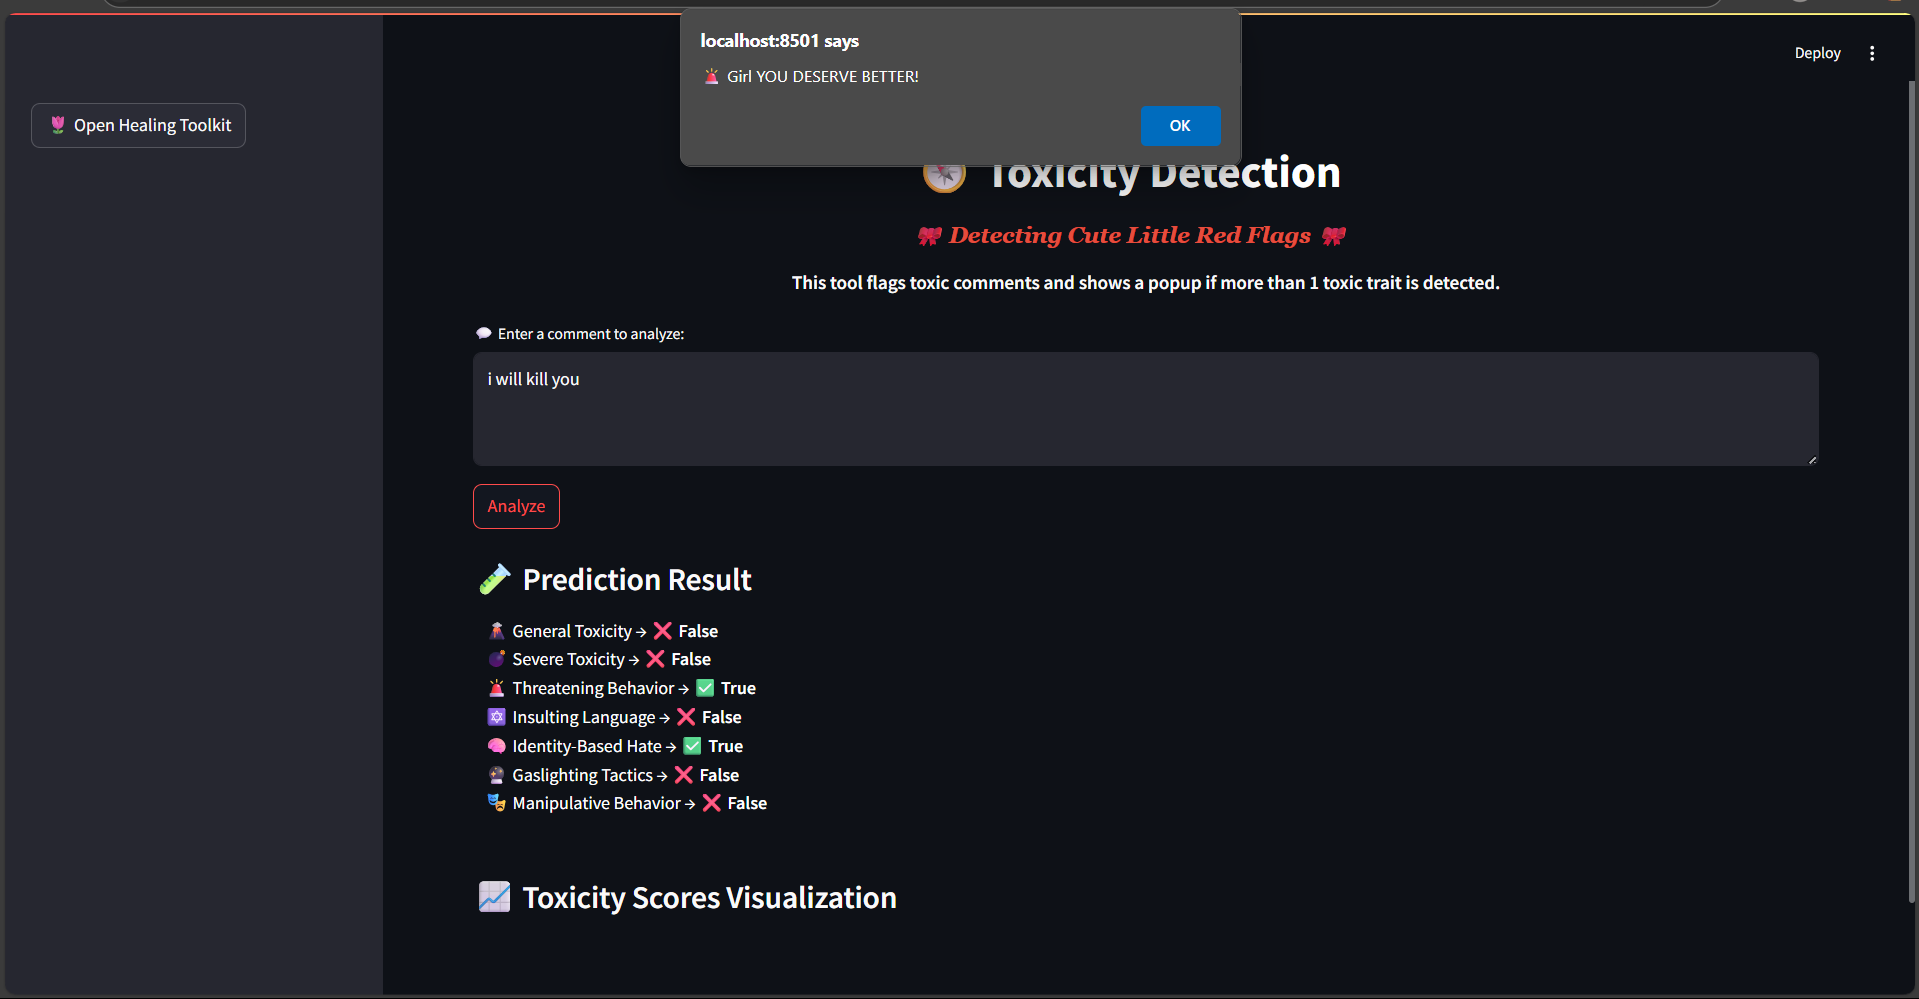 localhost:8501 says
🚨 Girl YOU DESERVE BETTER!
OK
Deploy
🌷 Open Healing Toolkit
🧭 Toxicity Detection
🎀 Detecting Cute Little Red Flags 🎀
This tool flags toxic comments and shows a popup if more than 1 toxic trait is detected.
💬 Enter a comment to analyze:
i will kill you
Analyze
🧪 Prediction Result
🌋 General Toxicity → ❌ False
💣 Severe Toxicity → ❌ False
🚨 Threatening Behavior → ✅ True
🔯 Insulting Language → ❌ False
🧠 Identity-Based Hate → ✅ True
🔮 Gaslighting Tactics → ❌ False
🎭 Manipulative Behavior → ❌ False
📈 Toxicity Scores Visualization